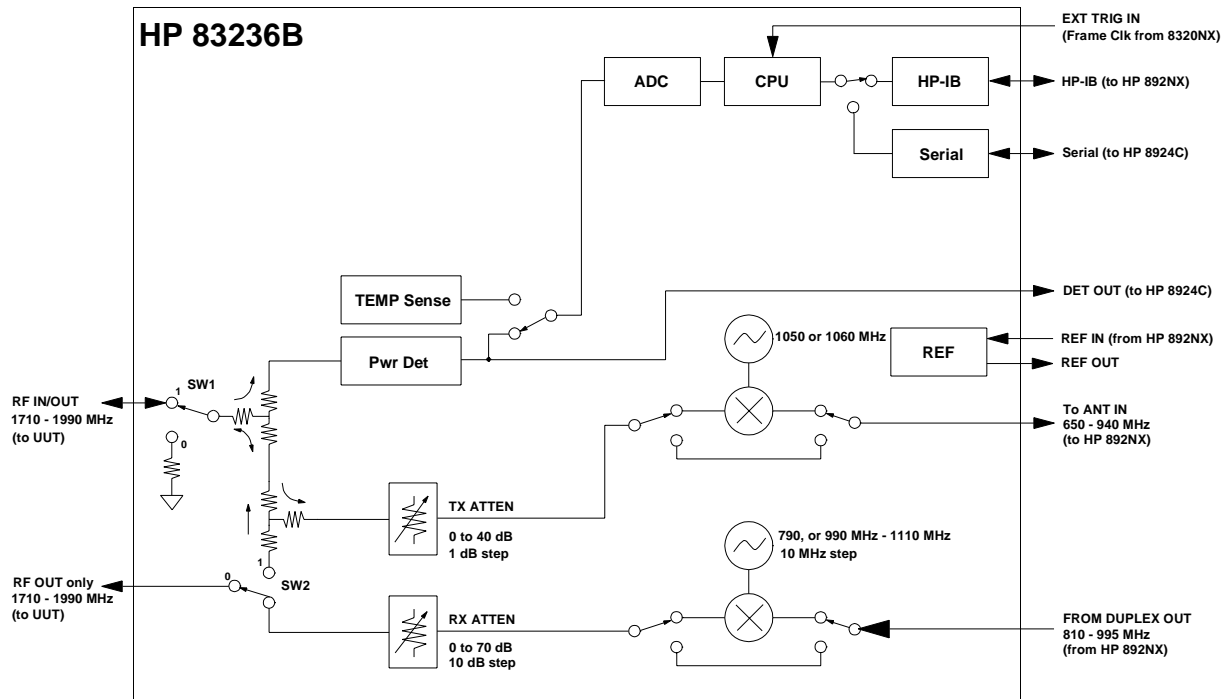 HP 83236B
EXT TRIG IN
(Frame Clk from 8320NX)
ADC
CPU
HP-IB
HP-IB (to HP 892NX)
Serial
Serial (to HP 8924C)
TEMP Sense
DET OUT (to HP 8924C)
1050 or 1060 MHz
REF
REF IN (from HP 892NX)
REF OUT
Pwr Det
SW1
1
0
RF IN/OUT
1710 - 1990 MHz
(to UUT)
To ANT IN
650 - 940 MHz
(to HP 892NX)
TX ATTEN
0 to 40 dB
1 dB step
790, or 990 MHz - 1110 MHz
10 MHz step
1
0
SW2
RF OUT only
1710 - 1990 MHz
(to UUT)
RX ATTEN
0 to 70 dB
10 dB step
FROM DUPLEX OUT
810 - 995 MHz
(from HP 892NX)